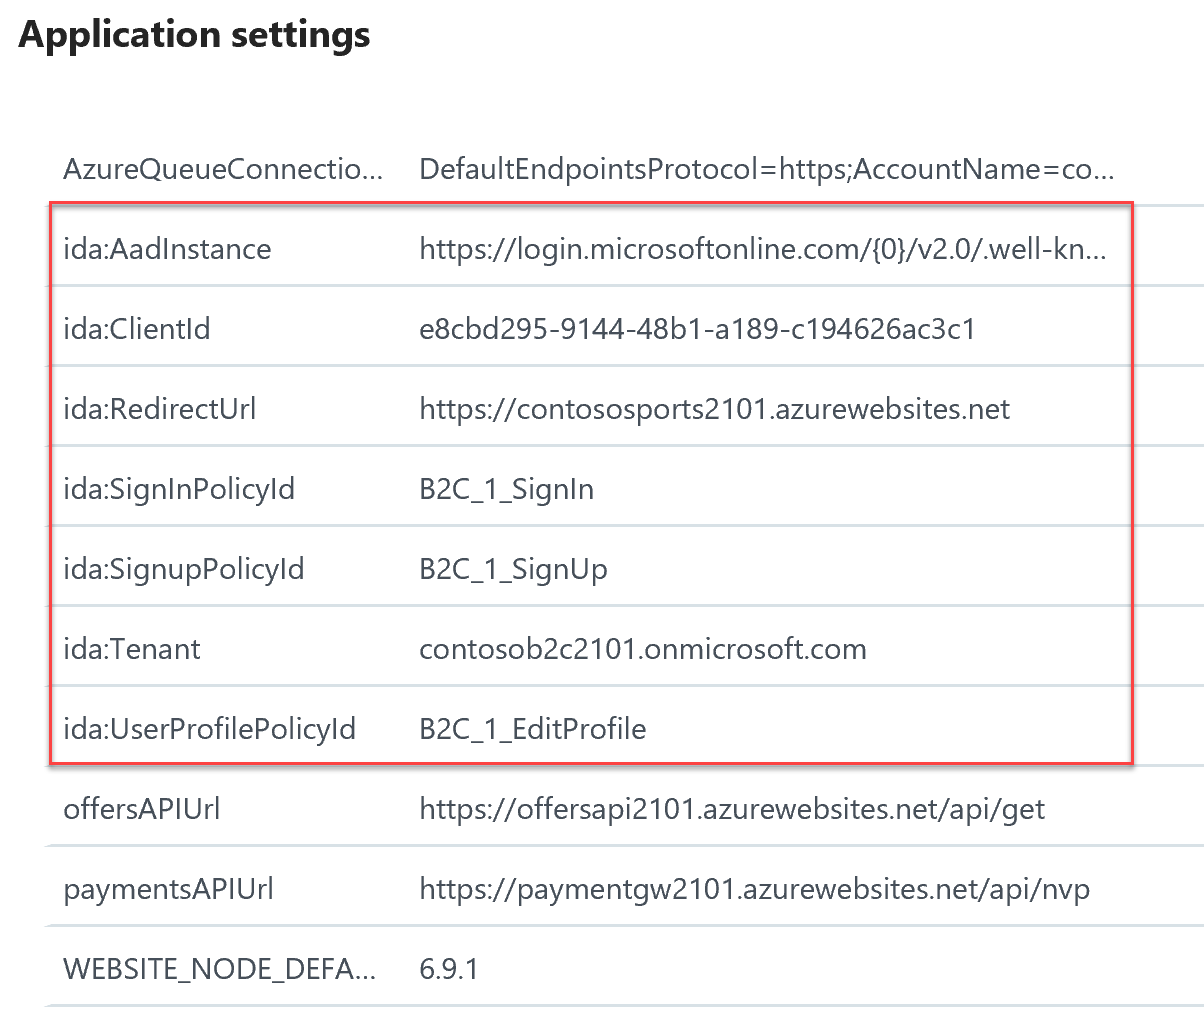 Application settings
AzureQueueConnectio... DefaultEndpointsProtocol=https;AccountName=co...
ida:AadInstance https://login.microsoftonline.com/{0}/v2.0/.well-kn...
ida:ClientId e8cbd295-9144-48b1-a189-c194626ac3c1
ida:RedirectUrl https://contososports2101.azurewebsites.net
ida:SignInPolicyId B2C_1_SignIn
ida:SignupPolicyId B2C_1_SignUp
ida:Tenant contosob2c2101.onmicrosoft.com
ida:UserProfilePolicyId B2C_1_EditProfile
offersAPIUrl https://offersapi2101.azurewebsites.net/api/get
paymentsAPIUrl https://paymentgw2101.azurewebsites.net/api/nvp
WEBSITE_NODE_DEFA... 6.9.1